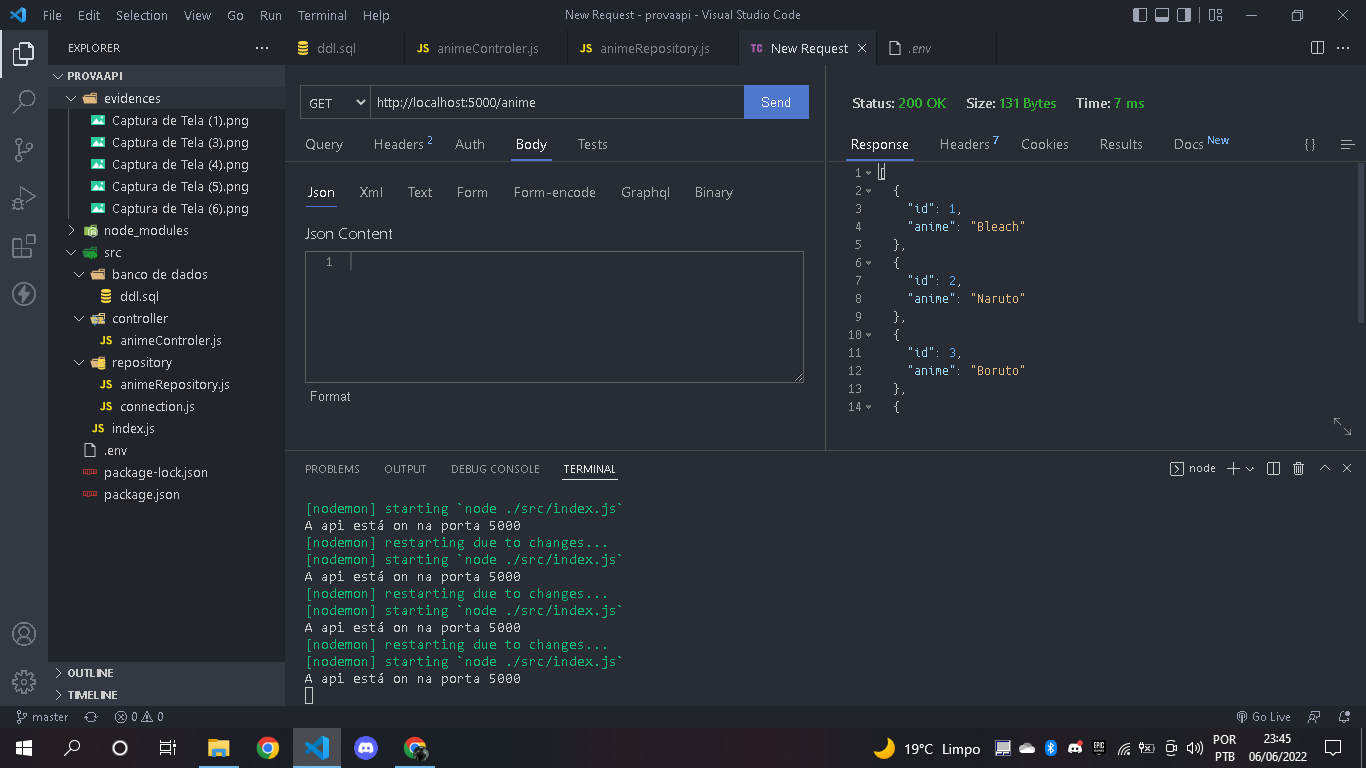 File Edit Selection View Go Run Terminal Help New Request - provaapi - Visual Studio Code
EXPLORER
PROVAAPI
evidences
Captura de Tela (1).png
Captura de Tela (3).png
Captura de Tela (4).png
Captura de Tela (5).png
Captura de Tela (6).png
node_modules
src
banco de dados
ddl.sql
controller
JS animeControler.js
repository
JS animeRepository.js
JS connection.js
JS index.js
.env
package-lock.json
package.json
OUTLINE
TIMELINE
ddl.sql JS animeControler.js JS animeRepository.js TC New Request .env
GET http://localhost:5000/anime Send
Query Headers 2 Auth Body Tests
Json Xml Text Form Form-encode Graphql Binary
Json Content
1
Format
Status: 200 OK Size: 131 Bytes Time: 7 ms
Response Headers 7 Cookies Results Docs New {}
1 [
2 {
3 "id": 1,
4 "anime": "Bleach"
5 },
6 {
7 "id": 2,
8 "anime": "Naruto"
9 },
10 {
11 "id": 3,
12 "anime": "Boruto"
13 },
14 {
PROBLEMS OUTPUT DEBUG CONSOLE TERMINAL node
[nodemon] starting `node ./src/index.js`
A api está on na porta 5000
[nodemon] restarting due to changes...
[nodemon] starting `node ./src/index.js`
A api está on na porta 5000
[nodemon] restarting due to changes...
[nodemon] starting `node ./src/index.js`
A api está on na porta 5000
[nodemon] restarting due to changes...
[nodemon] starting `node ./src/index.js`
A api está on na porta 5000
master 0 0 Go Live
19°C Limpo EPIC POR 23:45
PTB 06/06/2022